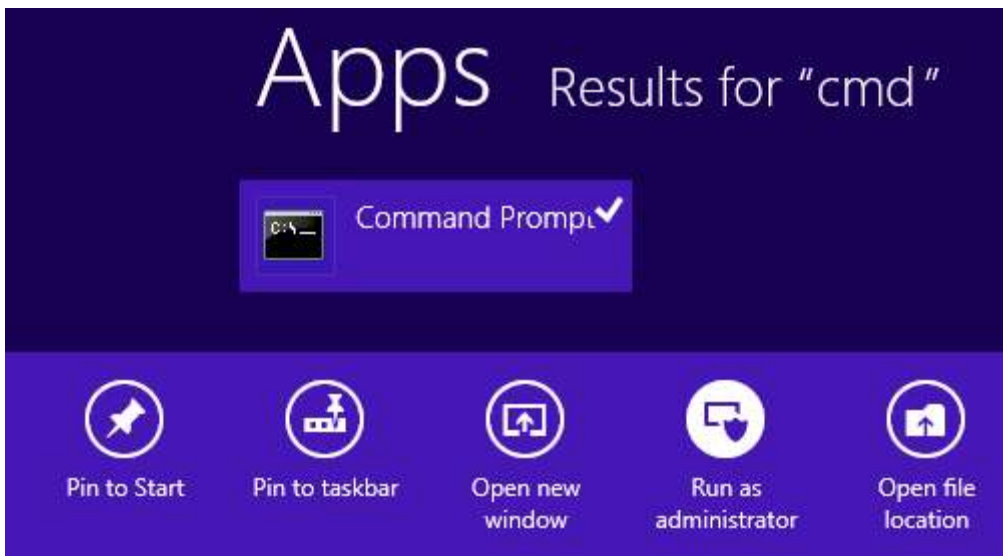 Apps Results for "cmd"
C:\_
Command Prompt
Pin to Start
Pin to taskbar
Open new
window
Run as
administrator
Open file
location